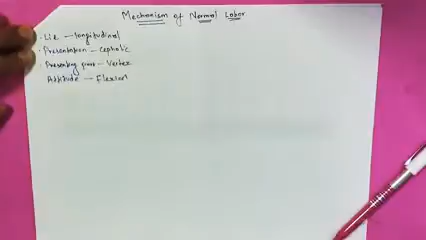 Mechanism of Normal Labor
· Lie — longitudinal
· Presentation — cephalic
Presenting part — Vertex
Attitude — Flexion